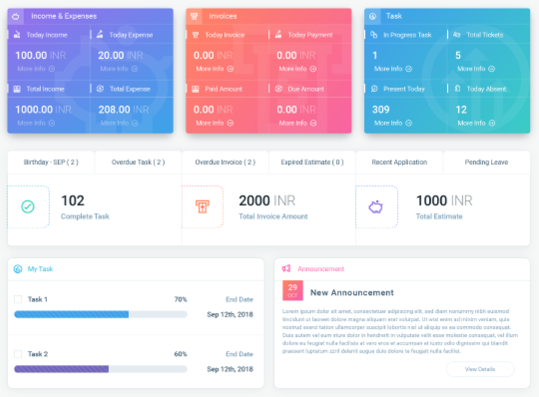 Income & Expenses
Today Income
100.00 INR
More Info
Today Expense
20.00 INR
More Info
Total Income
1000.00 INR
More Info
Total Expense
208.00 INR
More Info
Invoices
Today Invoice
0.00 INR
More Info
Today Payment
0.00 INR
More Info
Paid Amount
0.00 INR
More Info
Due Amount
0.00 INR
More Info
Task
In Progress Task
1
More Info
Total Tickets
5
More Info
Present Today
309
More Info
Today Absent
12
More Info
Birthday - SEP ( 2 )
Overdue Task ( 2 )
Overdue Invoice ( 2 )
Expired Estimate ( 0 )
Recent Application
Pending Leave
102
Complete Task
2000 INR
Total Invoice Amount
1000 INR
Total Estimate
My Task
Task 1 70% End Date
Sep 12th, 2018
Task 2 60% End Date
Sep 12th, 2018
Announcement
29
OCT
New Announcement
Lorem ipsum dolor sit amet, consectetuer adipiscing elit, sed diam nonummy nibh euismod
tincidunt ut laoreet dolore magna aliquam erat volutpat. Ut wisi enim ad minim veniam, quis
nostrud exerci tation ullamcorper suscipit lobortis nisl ut aliquip ex ea commodo consequat.
Duis autem vel eum iriure dolor in hendrerit in vulputate velit esse molestie consequat, vel illum
dolore eu feugiat nulla facilisis at vero eros et accumsan et iusto odio dignissim qui blandit
praesent luptatum zzril delenit augue duis dolore te feugait nulla facilisi.
View Details